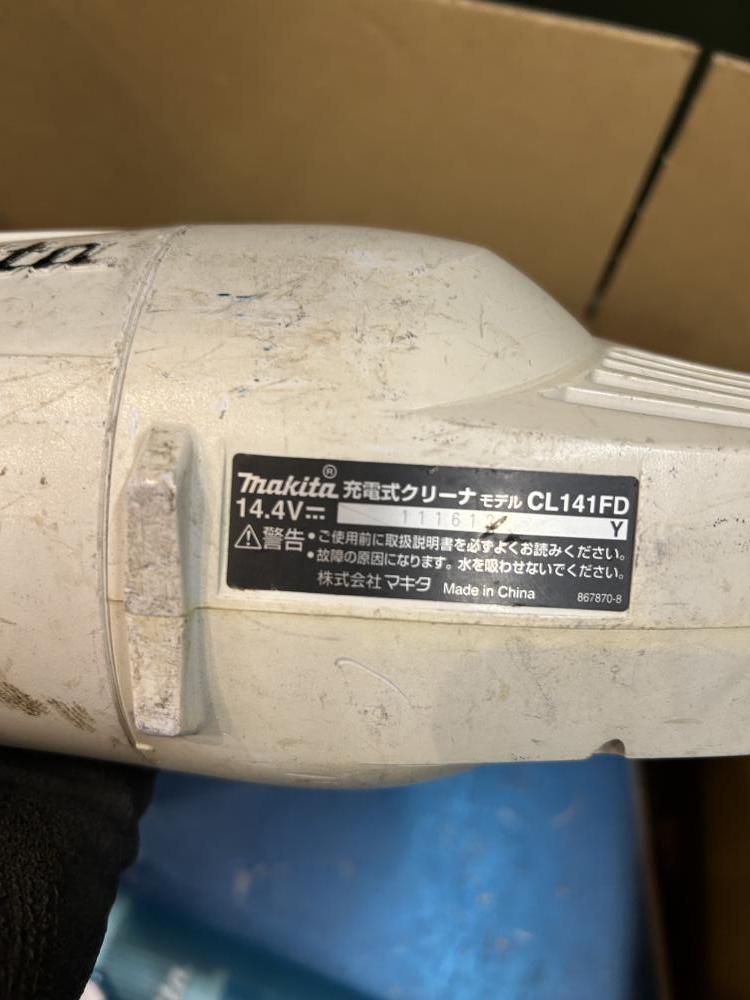 makita® 充電式クリーナ モデル CL141FD
14.4V⎓ Y
⚠警告 •ご使用前に取扱説明書を必ずよくお読みください。
•故障の原因になります。水を吸わせないでください。
株式会社マキタ Made in China 867870-8